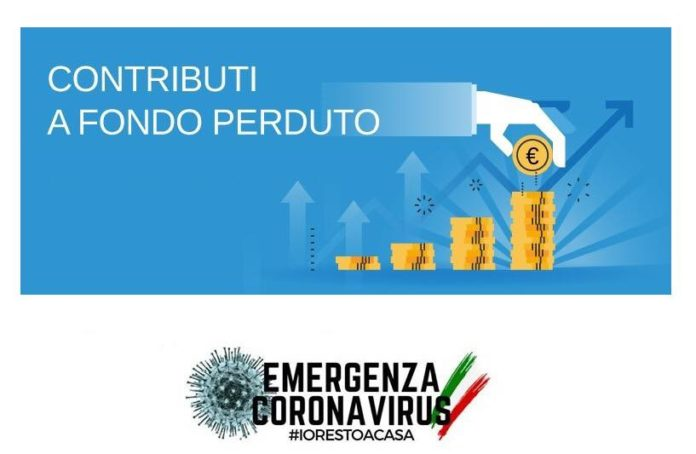 CONTRIBUTI
A FONDO PERDUTO
€
EMERGENZA
CORONAVIRUS
#IORESTOACASA